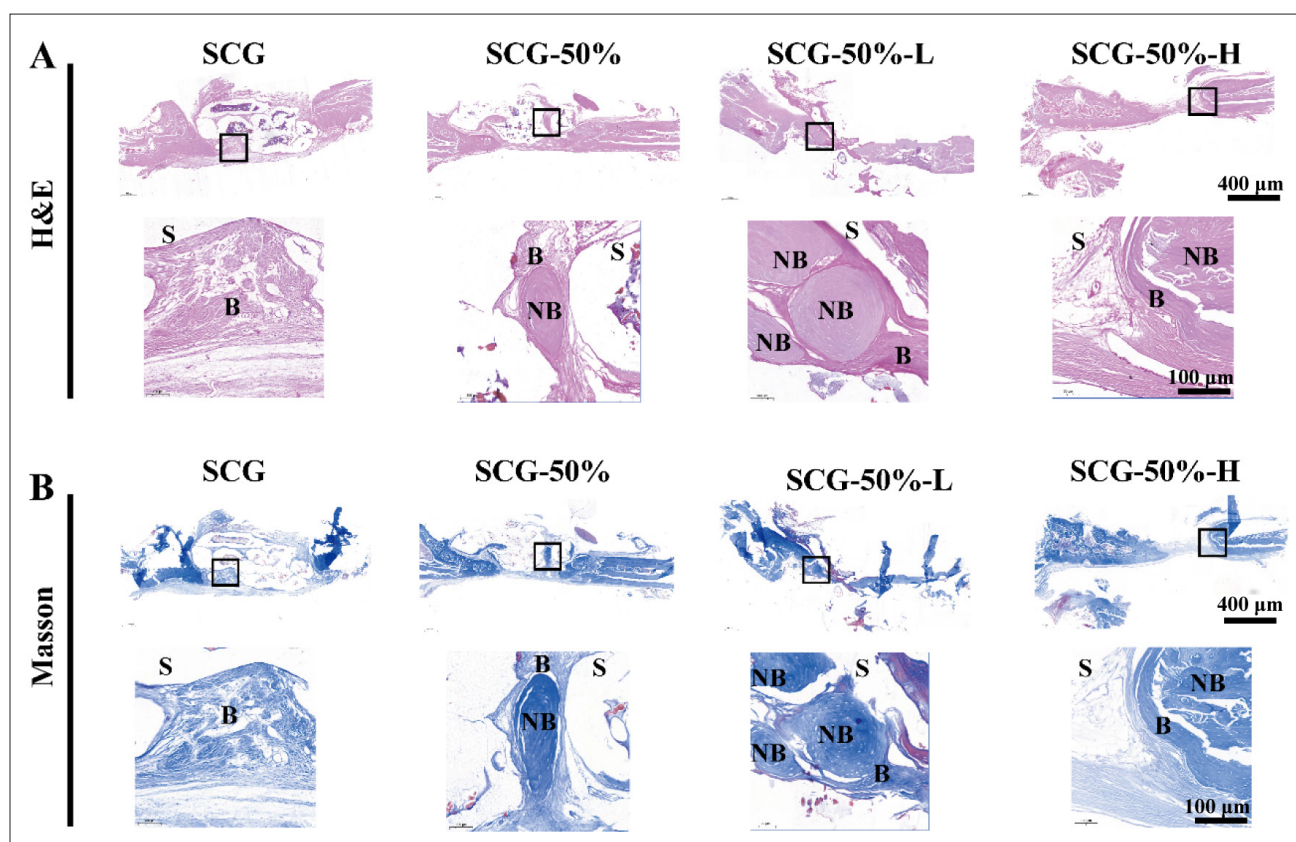 A
SCG
SCG-50%
SCG-50%-L
SCG-50%-H
H&E
400 μm
S
B
B
S
NB
NB
S
NB
NB
B
S
NB
B
100 μm
B
SCG
SCG-50%
SCG-50%-L
SCG-50%-H
Masson
400 μm
S
B
B
S
NB
NB
S
NB
NB
B
S
NB
B
100 μm